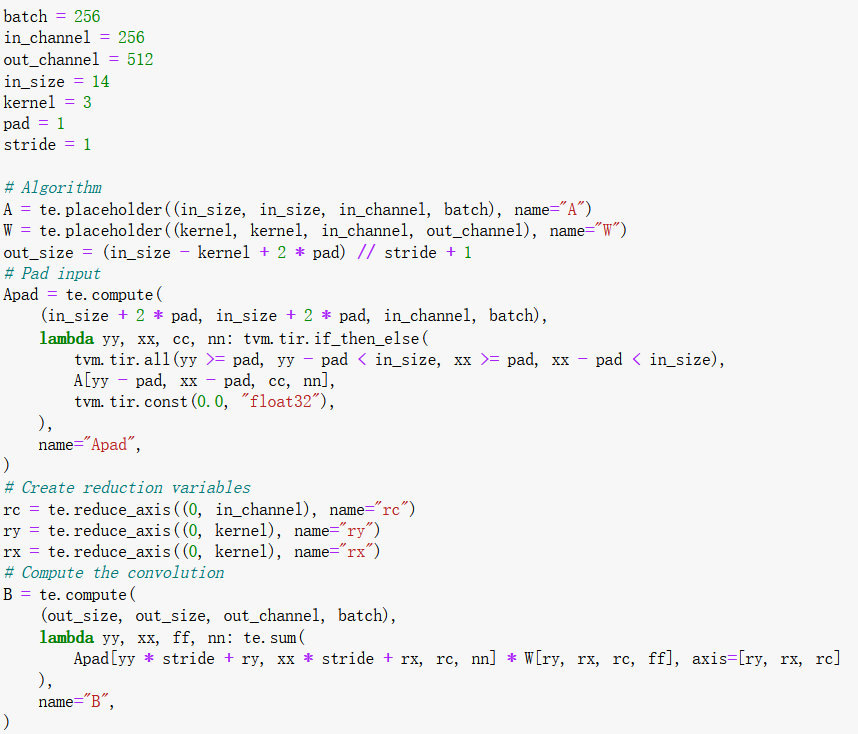 batch = 256
in_channel = 256
out_channel = 512
in_size = 14
kernel = 3
pad = 1
stride = 1
# Algorithm
A = te.placeholder((in_size, in_size, in_channel, batch), name="A")
W = te.placeholder((kernel, kernel, in_channel, out_channel), name="W")
out_size = (in_size - kernel + 2 * pad) // stride + 1
# Pad input
Apad = te.compute(
    (in_size + 2 * pad, in_size + 2 * pad, in_channel, batch),
    lambda yy, xx, cc, nn: tvm.tir.if_then_else(
        tvm.tir.all(yy >= pad, yy - pad < in_size, xx >= pad, xx - pad < in_size),
        A[yy - pad, xx - pad, cc, nn],
        tvm.tir.const(0.0, "float32"),
    ),
    name="Apad",
)
# Create reduction variables
rc = te.reduce_axis((0, in_channel), name="rc")
ry = te.reduce_axis((0, kernel), name="ry")
rx = te.reduce_axis((0, kernel), name="rx")
# Compute the convolution
B = te.compute(
    (out_size, out_size, out_channel, batch),
    lambda yy, xx, ff, nn: te.sum(
        Apad[yy * stride + ry, xx * stride + rx, rc, nn] * W[ry, rx, rc, ff], axis=[ry, rx, rc]
    ),
    name="B",
)